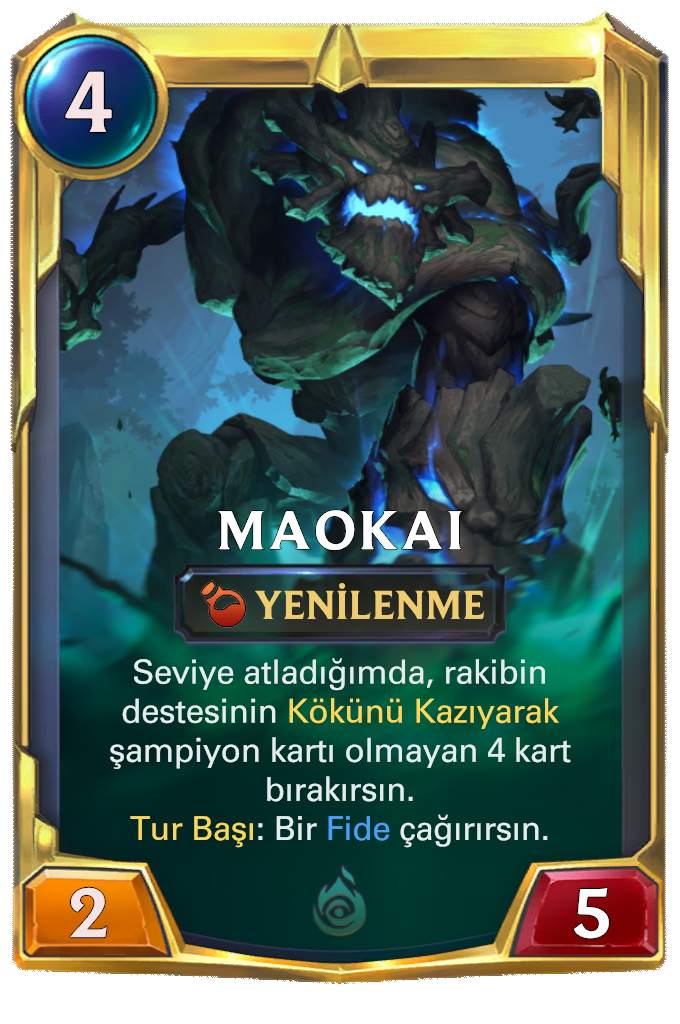 4
MAOKAI
YENİLENME
Seviye atladığımda, rakibin
destesinin Kökünü Kazıyarak
şampiyon kartı olmayan 4 kart
bırakırsın.
Tur Başı: Bir Fide çağırırsın.
2
5